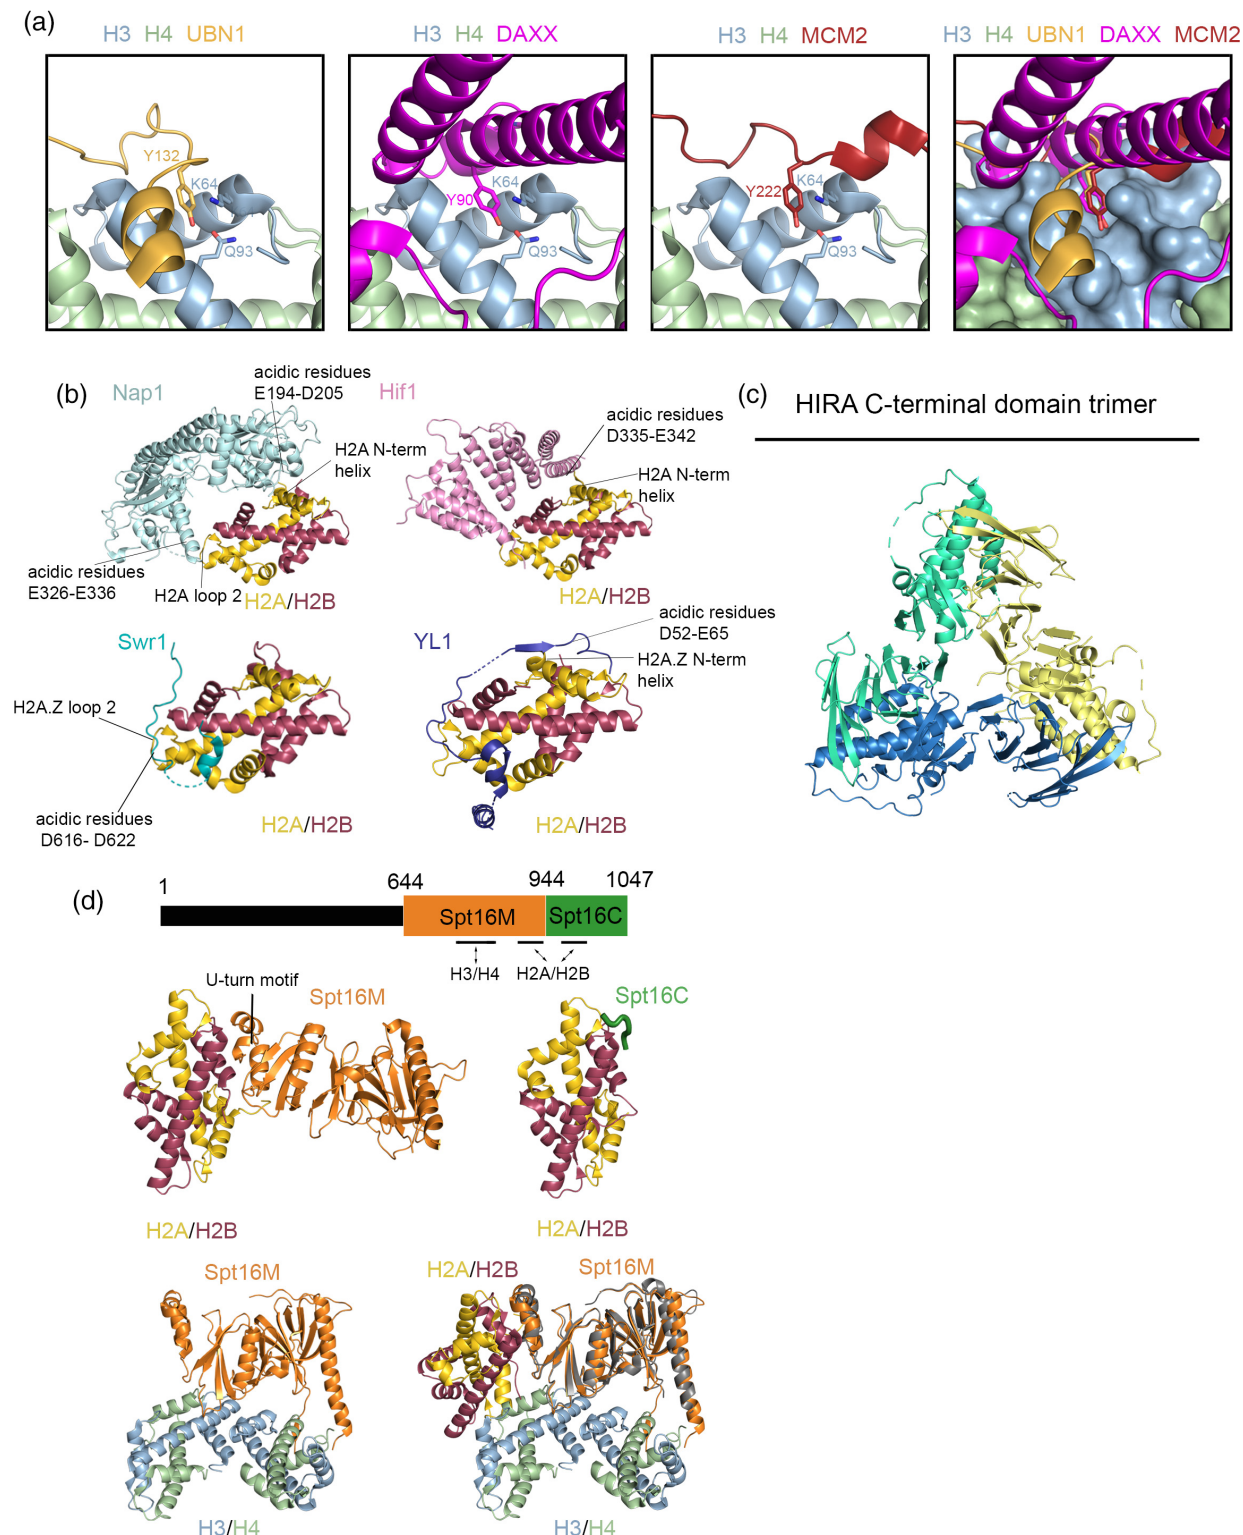 (a)
H3 H4 UBN1
H3 H4 DAXX
H3 H4 MCM2
H3 H4 UBN1 DAXX MCM2
Y132
K64
Q93
Y90
K64
Q93
Y222
K64
Q93
(b)
Nap1
acidic residues
E194-D205
H2A N-term
helix
acidic residues
E326-E336
H2A loop 2
H2A/H2B
Hif1
acidic residues
D335-E342
H2A N-term
helix
H2A/H2B
Swr1
H2A.Z loop 2
acidic residues
D616- D622
H2A/H2B
YL1
acidic residues
D52-E65
H2A.Z N-term
helix
H2A/H2B
(c)
HIRA C-terminal domain trimer
(d)
1
644
944
1047
Spt16M
Spt16C
H3/H4
H2A/H2B
U-turn motif
Spt16M
H2A/H2B
Spt16C
H2A/H2B
Spt16M
H3/H4
H2A/H2B
Spt16M
H3/H4